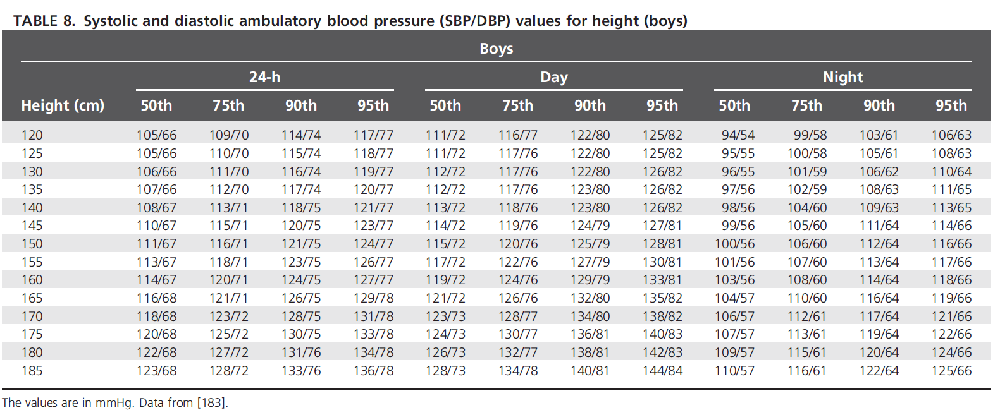 TABLE 8. Systolic and diastolic ambulatory blood pressure (SBP/DBP) values for height (boys)
Boys
24-h Day Night
Height (cm) 50th 75th 90th 95th 50th 75th 90th 95th 50th 75th 90th 95th
120 105/66 109/70 114/74 117/77 111/72 116/77 122/80 125/82 94/54 99/58 103/61 106/63
125 105/66 110/70 115/74 118/77 111/72 117/76 122/80 125/82 95/55 100/58 105/61 108/63
130 106/66 111/70 116/74 119/77 112/72 117/76 122/80 126/82 96/55 101/59 106/62 110/64
135 107/66 112/70 117/74 120/77 112/72 117/76 123/80 126/82 97/56 102/59 108/63 111/65
140 108/67 113/71 118/75 121/77 113/72 118/76 123/80 126/82 98/56 104/60 109/63 113/65
145 110/67 115/71 120/75 123/77 114/72 119/76 124/79 127/81 99/56 105/60 111/64 114/66
150 111/67 116/71 121/75 124/77 115/72 120/76 125/79 128/81 100/56 106/60 112/64 116/66
155 113/67 118/71 123/75 126/77 117/72 122/76 127/79 130/81 101/56 107/60 113/64 117/66
160 114/67 120/71 124/75 127/77 119/72 124/76 129/79 133/81 103/56 108/60 114/64 118/66
165 116/68 121/71 126/75 129/78 121/72 126/76 132/80 135/82 104/57 110/60 116/64 119/66
170 118/68 123/72 128/75 131/78 123/73 128/77 134/80 138/82 106/57 112/61 117/64 121/66
175 120/68 125/72 130/75 133/78 124/73 130/77 136/81 140/83 107/57 113/61 119/64 122/66
180 122/68 127/72 131/76 134/78 126/73 132/77 138/81 142/83 109/57 115/61 120/64 124/66
185 123/68 128/72 133/76 136/78 128/73 134/78 140/81 144/84 110/57 116/61 122/64 125/66
The values are in mmHg. Data from [183].